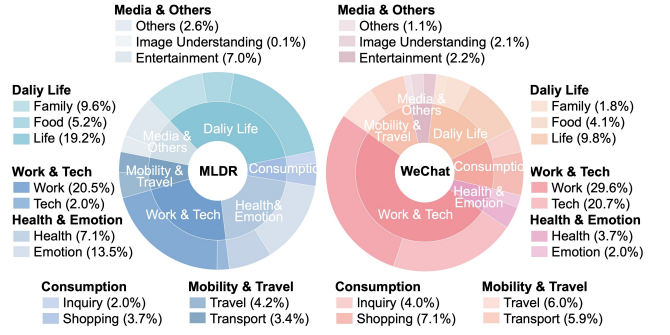 Media & Others
Others (2.6%)
Image Understanding (0.1%)
Entertainment (7.0%)
Media & Others
Others (1.1%)
Image Understanding (2.1%)
Entertainment (2.2%)
Daliy Life
Family (9.6%)
Food (5.2%)
Life (19.2%)
Work & Tech
Work (20.5%)
Tech (2.0%)
Health & Emotion
Health (7.1%)
Emotion (13.5%)
Daliy Life
Media &
Others
MLDR
Consumptio
Mobility &
Travel
Health&
Emotion
Work & Tech
Media &
Others
Mobility &
Travel
Daliy Life
WeChat
Consumptio
Health &
Emotion
Work & Tech
Daliy Life
Family (1.8%)
Food (4.1%)
Life (9.8%)
Work & Tech
Work (29.6%)
Tech (20.7%)
Health & Emotion
Health (3.7%)
Emotion (2.0%)
Consumption
Inquiry (2.0%)
Shopping (3.7%)
Mobility & Travel
Travel (4.2%)
Transport (3.4%)
Consumption
Inquiry (4.0%)
Shopping (7.1%)
Mobility & Travel
Travel (6.0%)
Transport (5.9%)